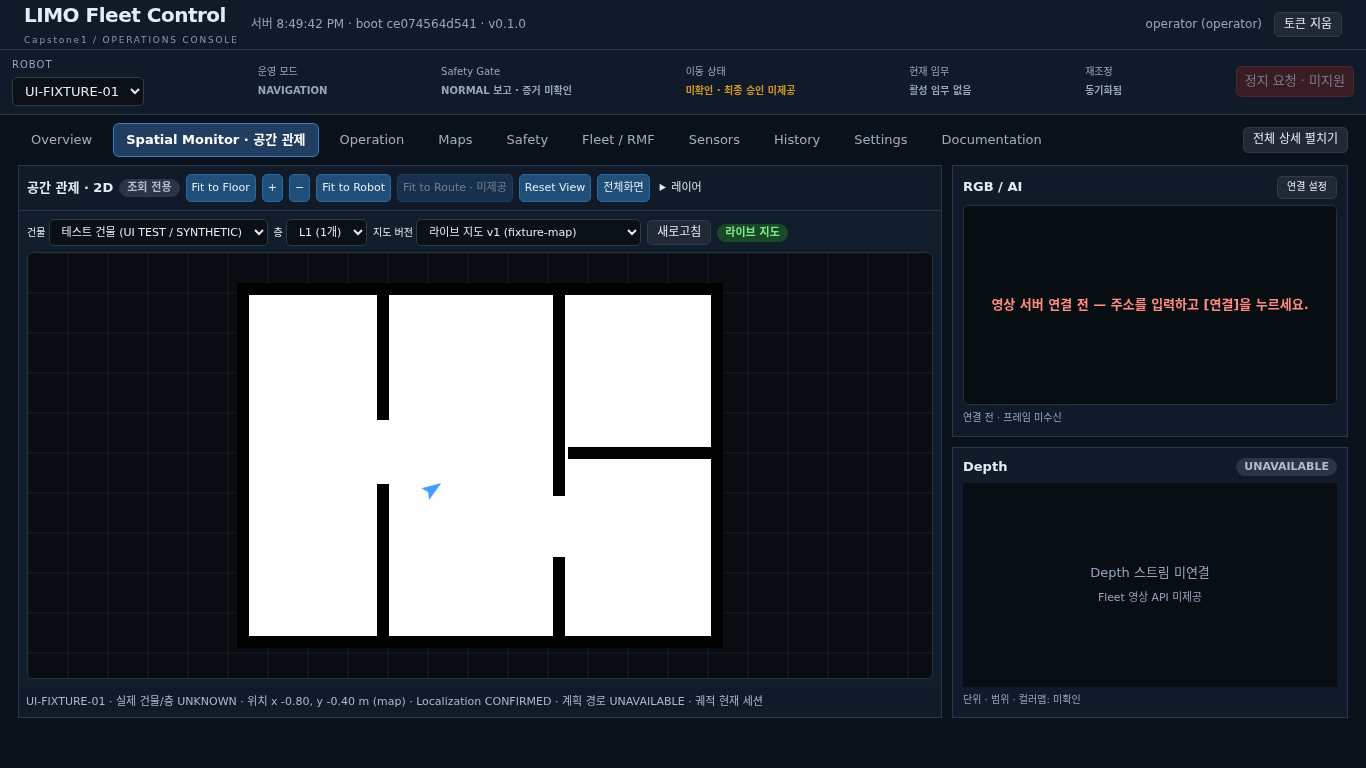 LIMO Fleet Control
Capstone1 / OPERATIONS CONSOLE
서버 8:49:42 PM · boot ce074564d541 · v0.1.0
operator (operator)
토큰 지움
ROBOT
UI-FIXTURE-01
운영 모드
NAVIGATION
Safety Gate
NORMAL 보고 · 증거 미확인
이동 상태
미확인 · 최종 승인 미제공
현재 임무
활성 임무 없음
재조정
동기화됨
정지 요청 · 미지원
Overview
Spatial Monitor · 공간 관제
Operation
Maps
Safety
Fleet / RMF
Sensors
History
Settings
Documentation
전체 상세 펼치기
공간 관제 · 2D
조회 전용
Fit to Floor
+
−
Fit to Robot
Fit to Route · 미제공
Reset View
전체화면
▶ 레이어
건물
테스트 건물 (UI TEST / SYNTHETIC)
층
L1 (1개)
지도 버전
라이브 지도 v1 (fixture-map)
새로고침
라이브 지도
UI-FIXTURE-01 · 실제 건물/층 UNKNOWN · 위치 x -0.80, y -0.40 m (map) · Localization CONFIRMED · 계획 경로 UNAVAILABLE · 궤적 현재 세션
RGB / AI
연결 설정
영상 서버 연결 전 — 주소를 입력하고 [연결]을 누르세요.
연결 전 · 프레임 미수신
Depth
UNAVAILABLE
Depth 스트림 미연결
Fleet 영상 API 미제공
단위 · 범위 · 컬러맵: 미확인